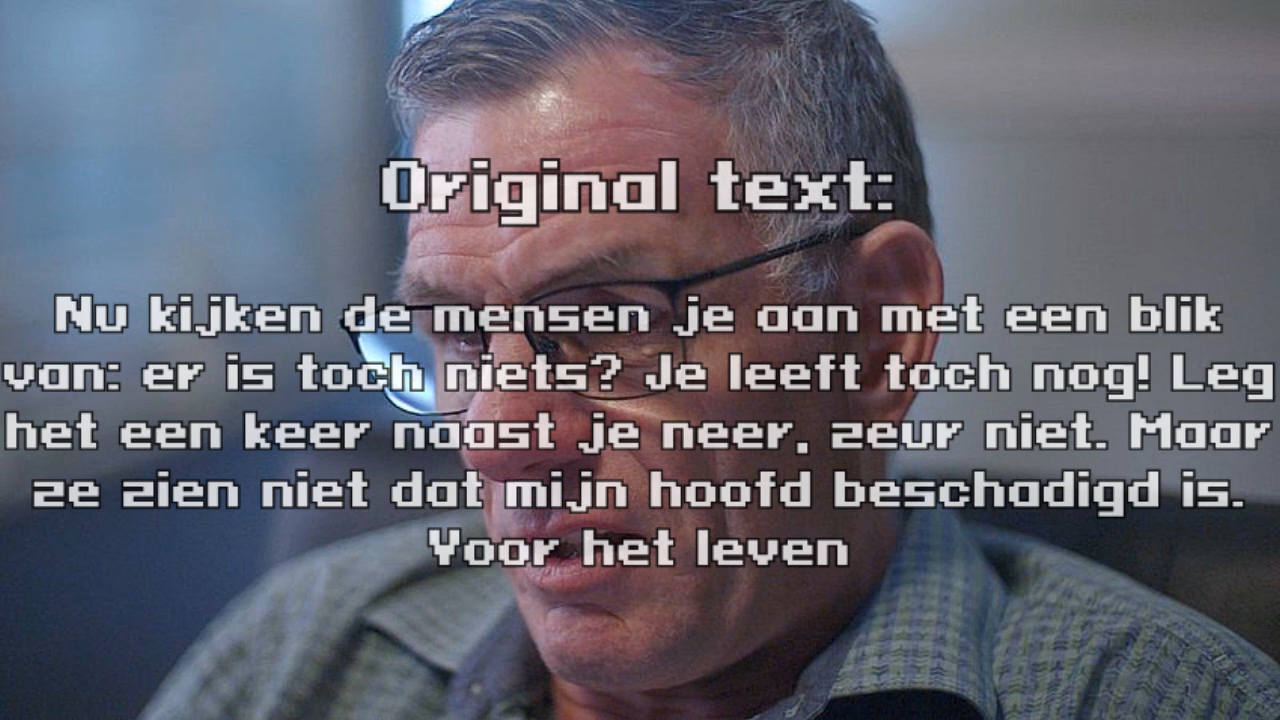 Original text:
Nu kijken de mensen je aan met een blik
van: er is toch niets? Je leeft toch nog! Leg
het een keer naast je neer, zeur niet. Maar
ze zien niet dat mijn hoofd beschadigd is.
Voor het leven